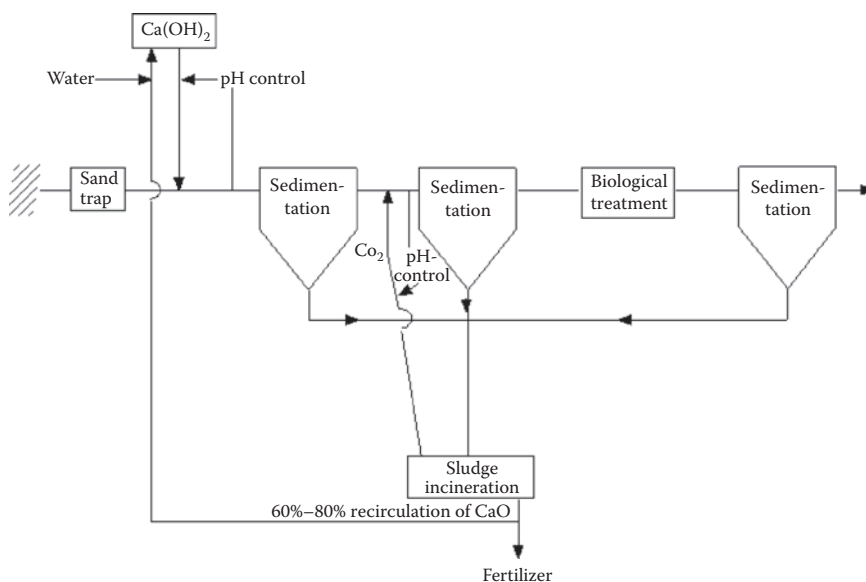 Ca(OH)2
Water
pH control
Sand
trap
Sedimen-
tation
Sedimen-
tation
Biological
treatment
Sedimen-
tation
Co2
pH-
control
Sludge
incineration
60%–80% recirculation of CaO
Fertilizer